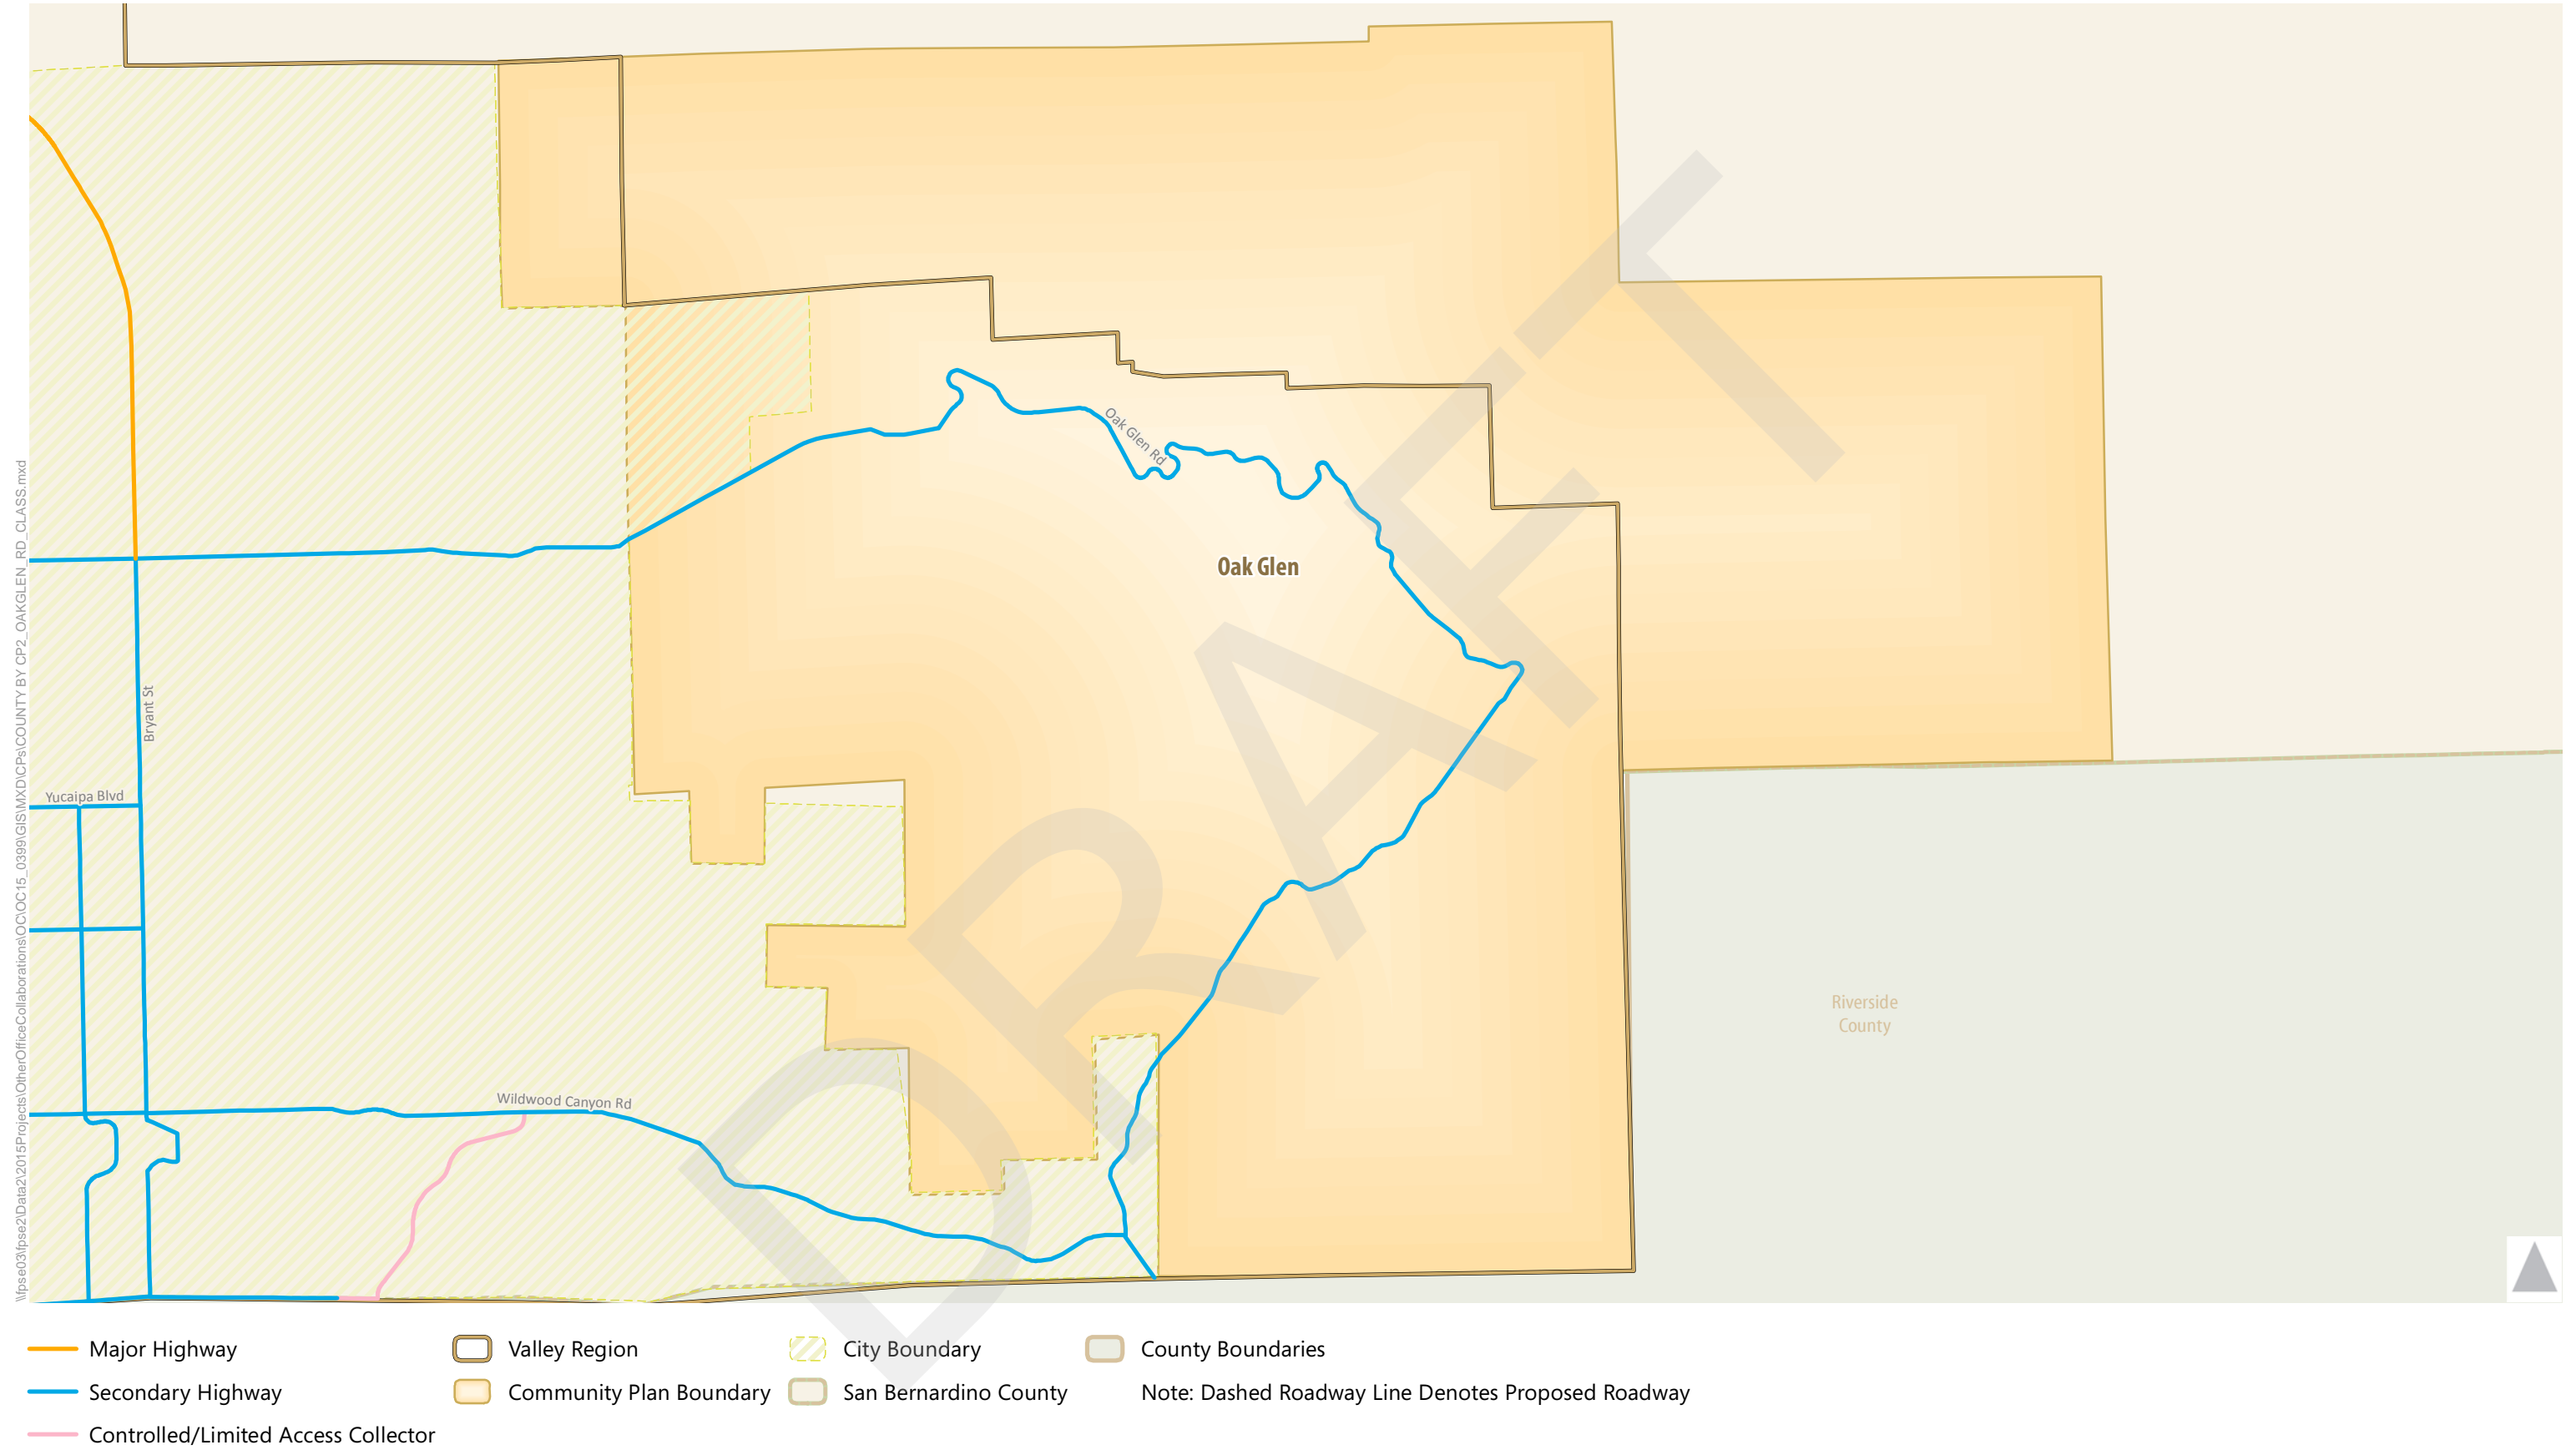 \\fpse03\fpse2\Data2\2015Projects\OtherOfficeCollaborations\OC\OC15_0399\GIS\MXD\CPs\COUNTY BY CP2_OAKGLEN_RD_CLASS.mxd
Oak Glen Rd
Oak Glen
Bryant St
Yucaipa Blvd
Riverside
County
Wildwood Canyon Rd
DRAFT
Major Highway
Secondary Highway
Controlled/Limited Access Collector
Valley Region
Community Plan Boundary
City Boundary
San Bernardino County
County Boundaries
Note: Dashed Roadway Line Denotes Proposed Roadway